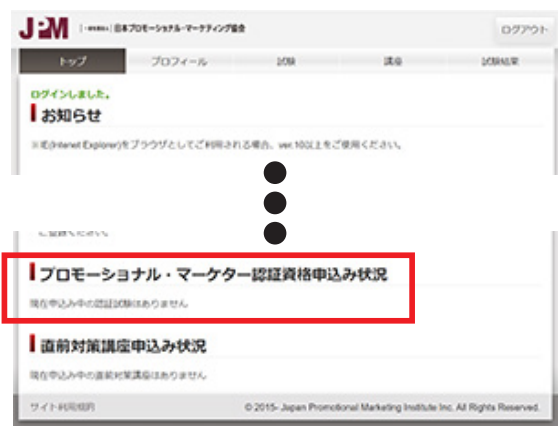 JPM 日本プロモーショナル・マーケティング協会
ログアウト
トップ プロフィール 試験 講座 試験結果
ログインしました。
お知らせ
※IE(Internet Explorer)をブラウザとしてご利用される場合、ver.10以上をご使用ください。
ご登録ください。
プロモーショナル・マーケター認証資格申込み状況
現在申込み中の認証試験はありません
直前対策講座申込み状況
現在申込み中の直前対策講座はありません
サイト利用規約
© 2015- Japan Promotional Marketing Institute Inc. All Rights Reserved.